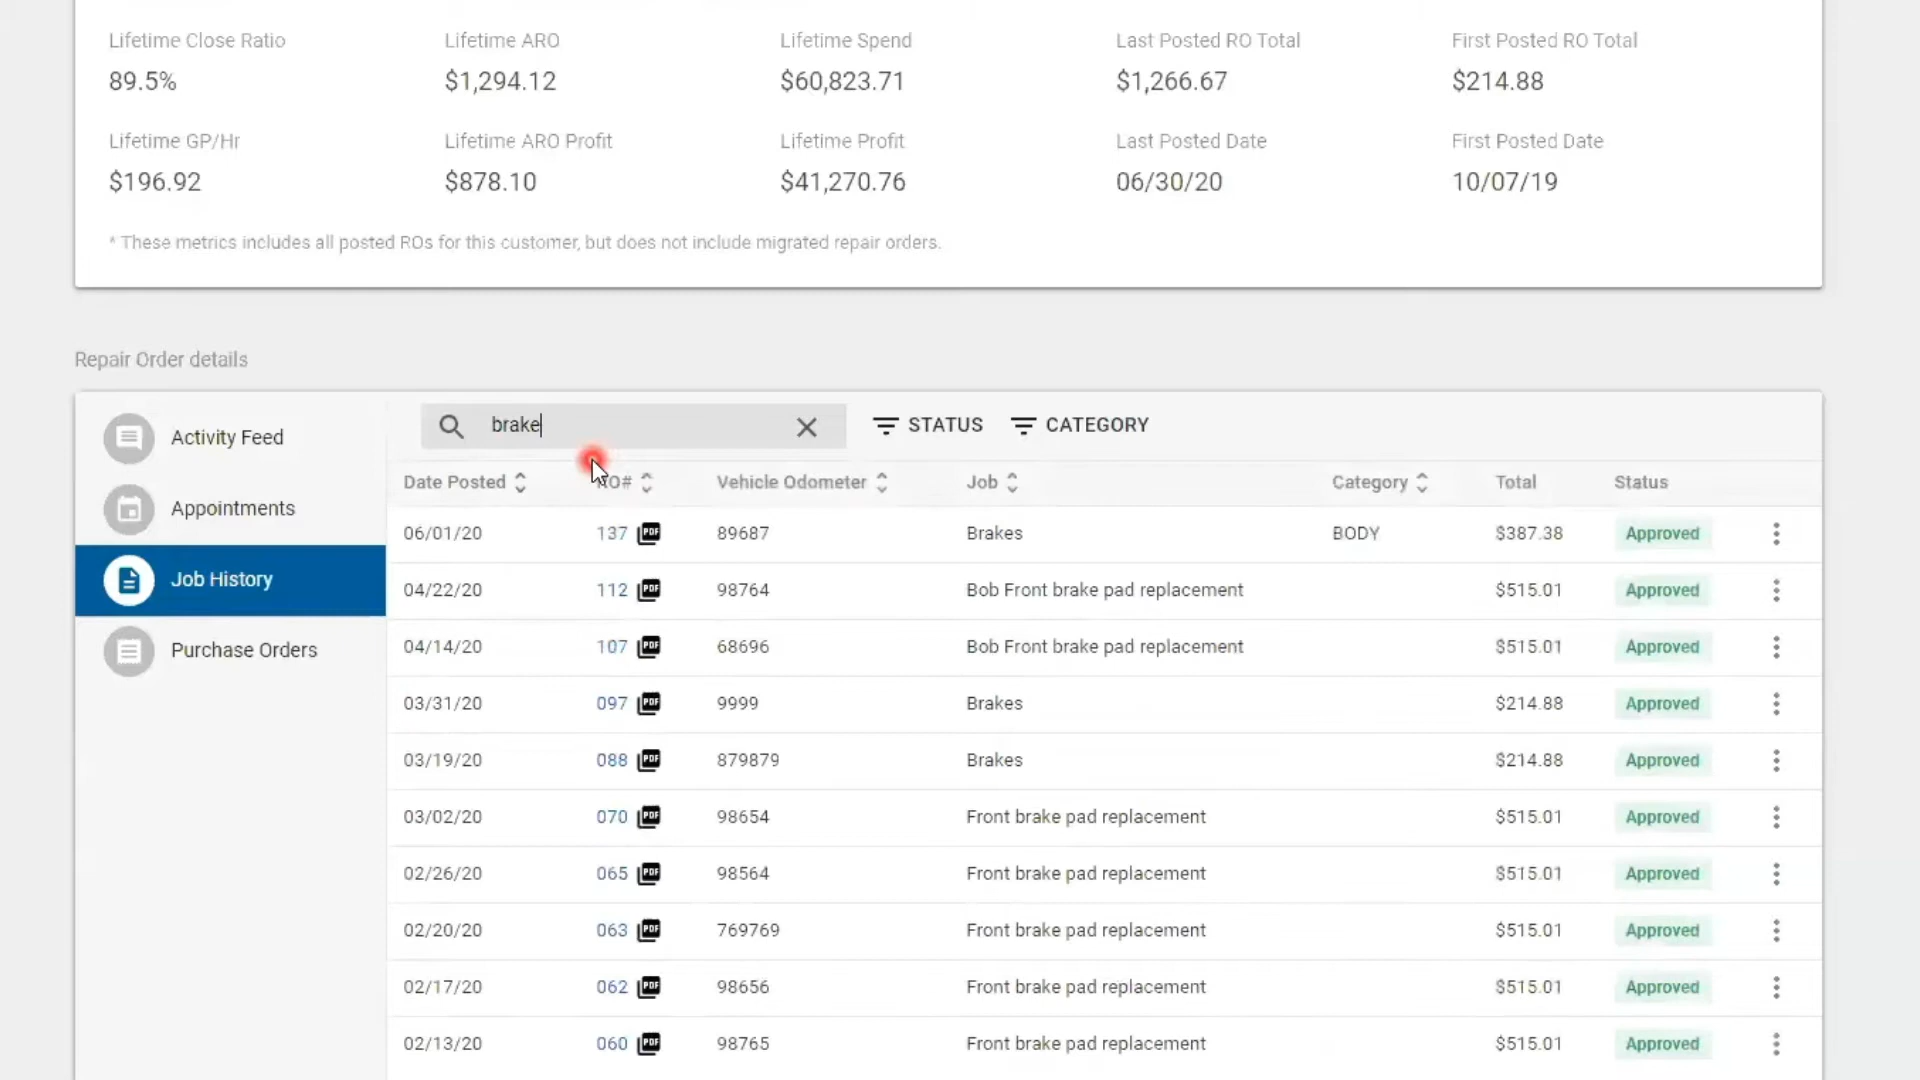 Lifetime Close Ratio Lifetime ARO Lifetime Spend Last Posted RO Total First Posted RO Total
89.5% $1,294.12 $60,823.71 $1,266.67 $214.88
Lifetime GP/Hr Lifetime ARO Profit Lifetime Profit Last Posted Date First Posted Date
$196.92 $878.10 $41,270.76 06/30/20 10/07/19
* These metrics includes all posted ROs for this customer, but does not include migrated repair orders.
Repair Order details
Activity Feed
Appointments
Job History
Purchase Orders
brake STATUS CATEGORY
Date Posted RO# Vehicle Odometer Job Category Total Status
06/01/20 137 PDF 89687 Brakes BODY $387.38 Approved
04/22/20 112 PDF 98764 Bob Front brake pad replacement $515.01 Approved
04/14/20 107 PDF 68696 Bob Front brake pad replacement $515.01 Approved
03/31/20 097 PDF 9999 Brakes $214.88 Approved
03/19/20 088 PDF 879879 Brakes $214.88 Approved
03/02/20 070 PDF 98654 Front brake pad replacement $515.01 Approved
02/26/20 065 PDF 98564 Front brake pad replacement $515.01 Approved
02/20/20 063 PDF 769769 Front brake pad replacement $515.01 Approved
02/17/20 062 PDF 98656 Front brake pad replacement $515.01 Approved
02/13/20 060 PDF 98765 Front brake pad replacement $515.01 Approved